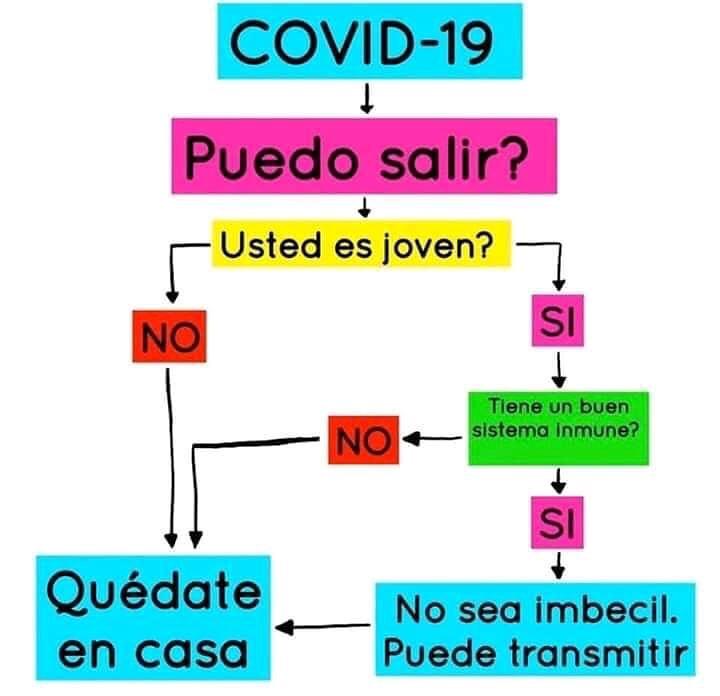 COVID-19
Puedo salir?
Usted es joven?
NO
SI
Tiene un buen
sistema inmune?
NO
SI
Quédate
en casa
No sea imbecil.
Puede transmitir